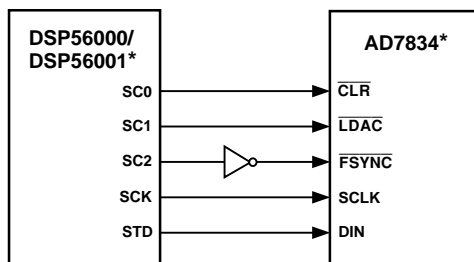 DSP56000/
DSP56001*
AD7834*
SC0
CLR
SC1
LDAC
SC2
FSYNC
SCK
SCLK
STD
DIN